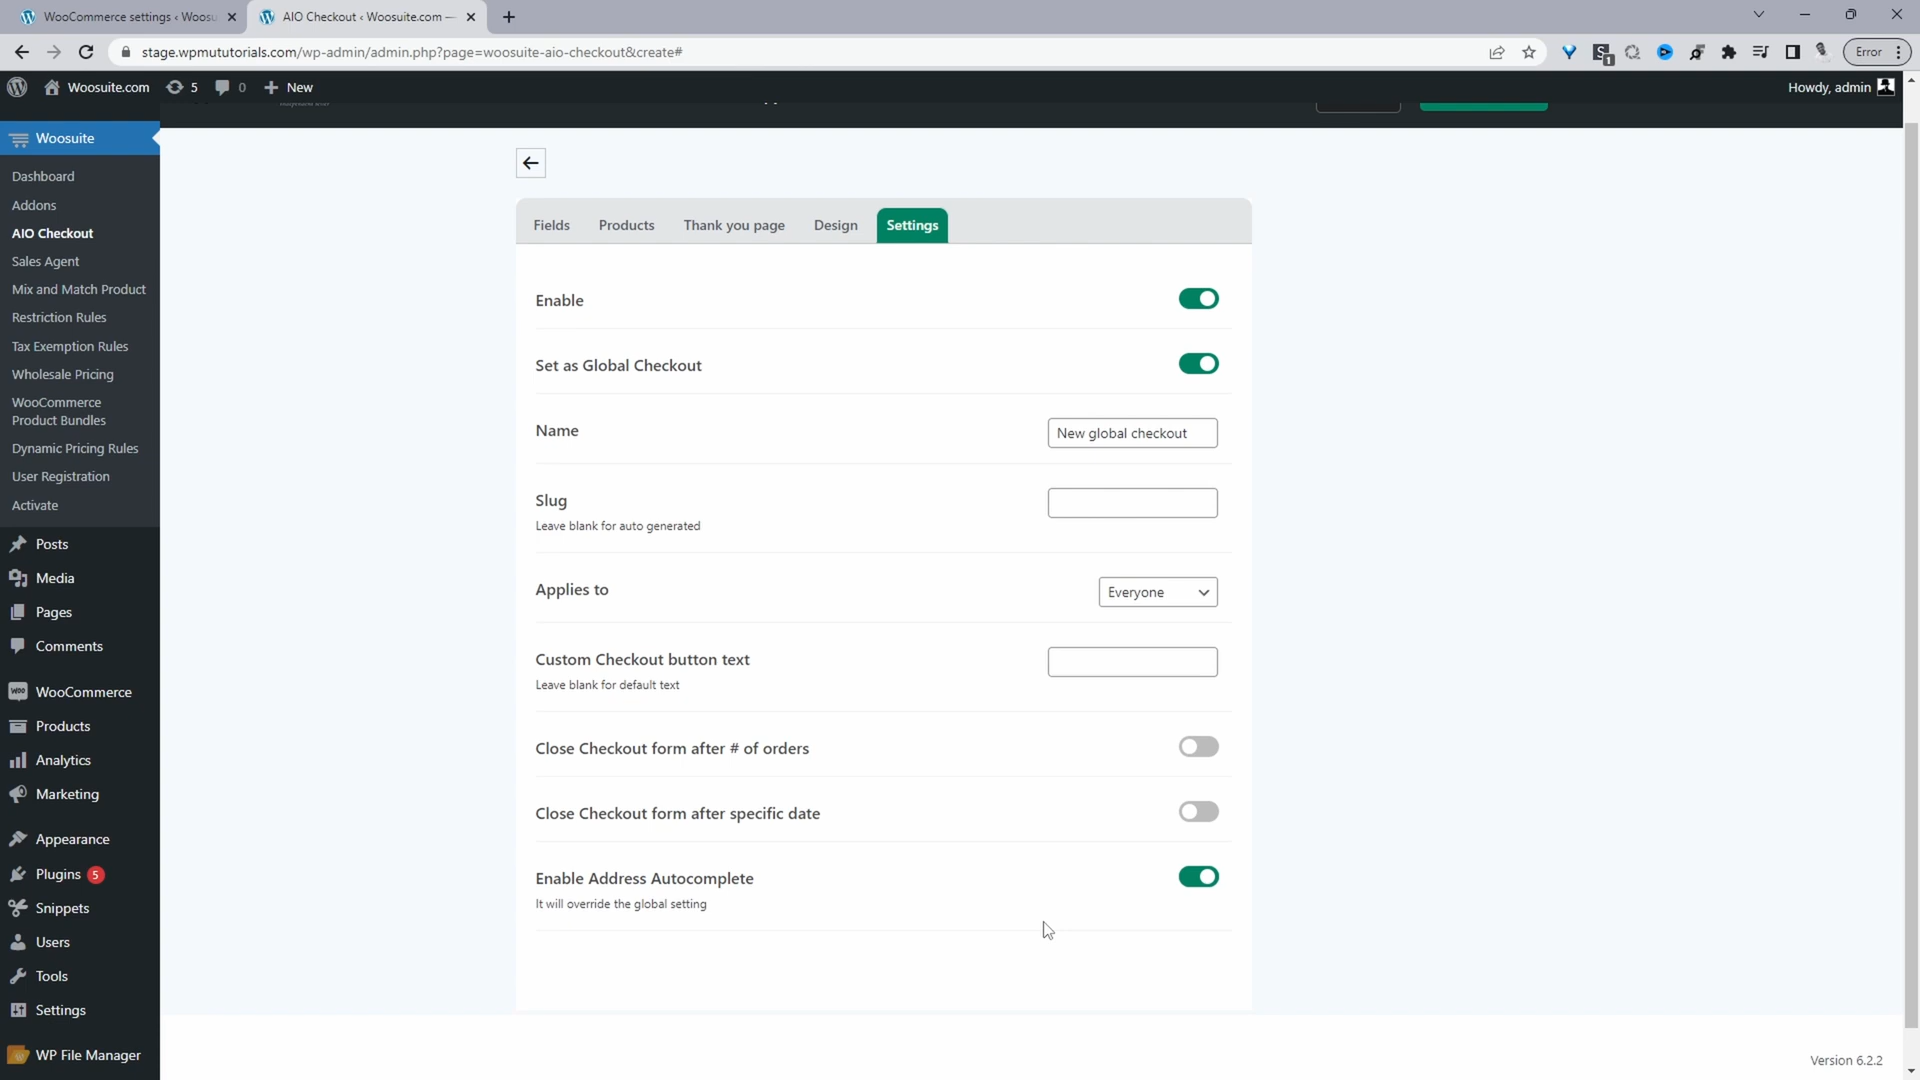 WooCommerce settings ‹ Woosu
AIO Checkout ‹ Woosuite.com —
stage.wpmututorials.com/wp-admin/admin.php?page=woosuite-aio-checkout&create#
1
Error
Woosuite.com
5
0
New
Howdy, admin
Woosuite
Dashboard
Addons
AIO Checkout
Sales Agent
Mix and Match Product
Restriction Rules
Tax Exemption Rules
Wholesale Pricing
WooCommerce
Product Bundles
Dynamic Pricing Rules
User Registration
Activate
Posts
Media
Pages
Comments
WooCommerce
Products
Analytics
Marketing
Appearance
Plugins 5
Snippets
Users
Tools
Settings
WP File Manager
Fields
Products
Thank you page
Design
Settings
Enable
Set as Global Checkout
Name
New global checkout
Slug
Leave blank for auto generated
Applies to
Everyone
Custom Checkout button text
Leave blank for default text
Close Checkout form after # of orders
Close Checkout form after specific date
Enable Address Autocomplete
It will override the global setting
Version 6.2.2